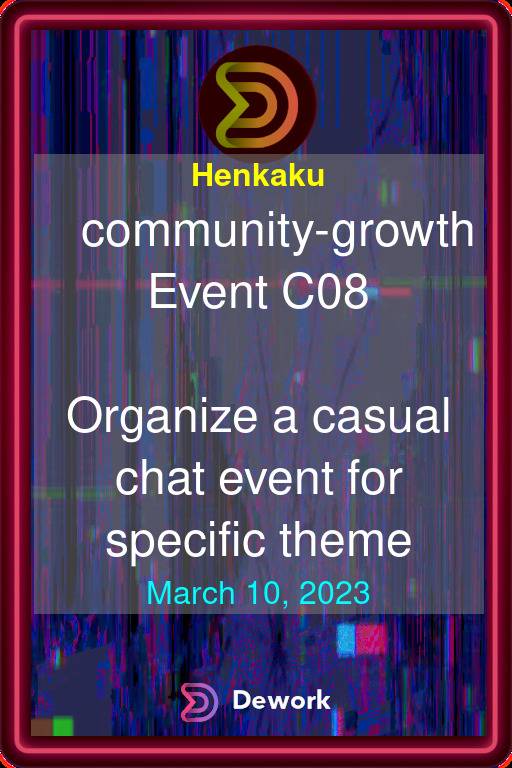 Henkaku
community-growth
Event C08
Organize a casual
chat event for
specific theme
March 10, 2023
Dework